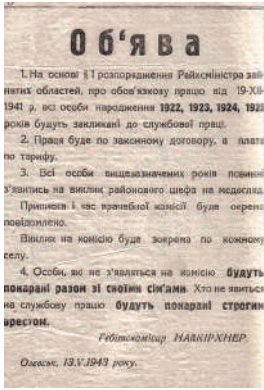 Об'ява
1. На основі § 1 розпорядження Райхсміністра зай-
нятих областей, про обов'язкову працю від 19-XII-
1941 р. всі особи народження 1922, 1923, 1924, 1925
років будуть закликані до службової праці.
2. Праця буде по законному договору, а плата
по тарифу.
3. Всі особи вищезазначених років повинні
з'явитись на виклик районового шефа на медогляд.
Приписи і час врачебної комісії буде окремо
повідомлено.
Виклик на комісію буде зокрема по кожному
селу.
4. Особи, які не з'являться на комісію будуть
покарані разом зі своїми сім'ами. Хто не явиться
на службову працю будуть покарані строгим
арестом.
Гебітскомісар НАВКІРХНЕР.
Олевськ, 13.V.1943 року.